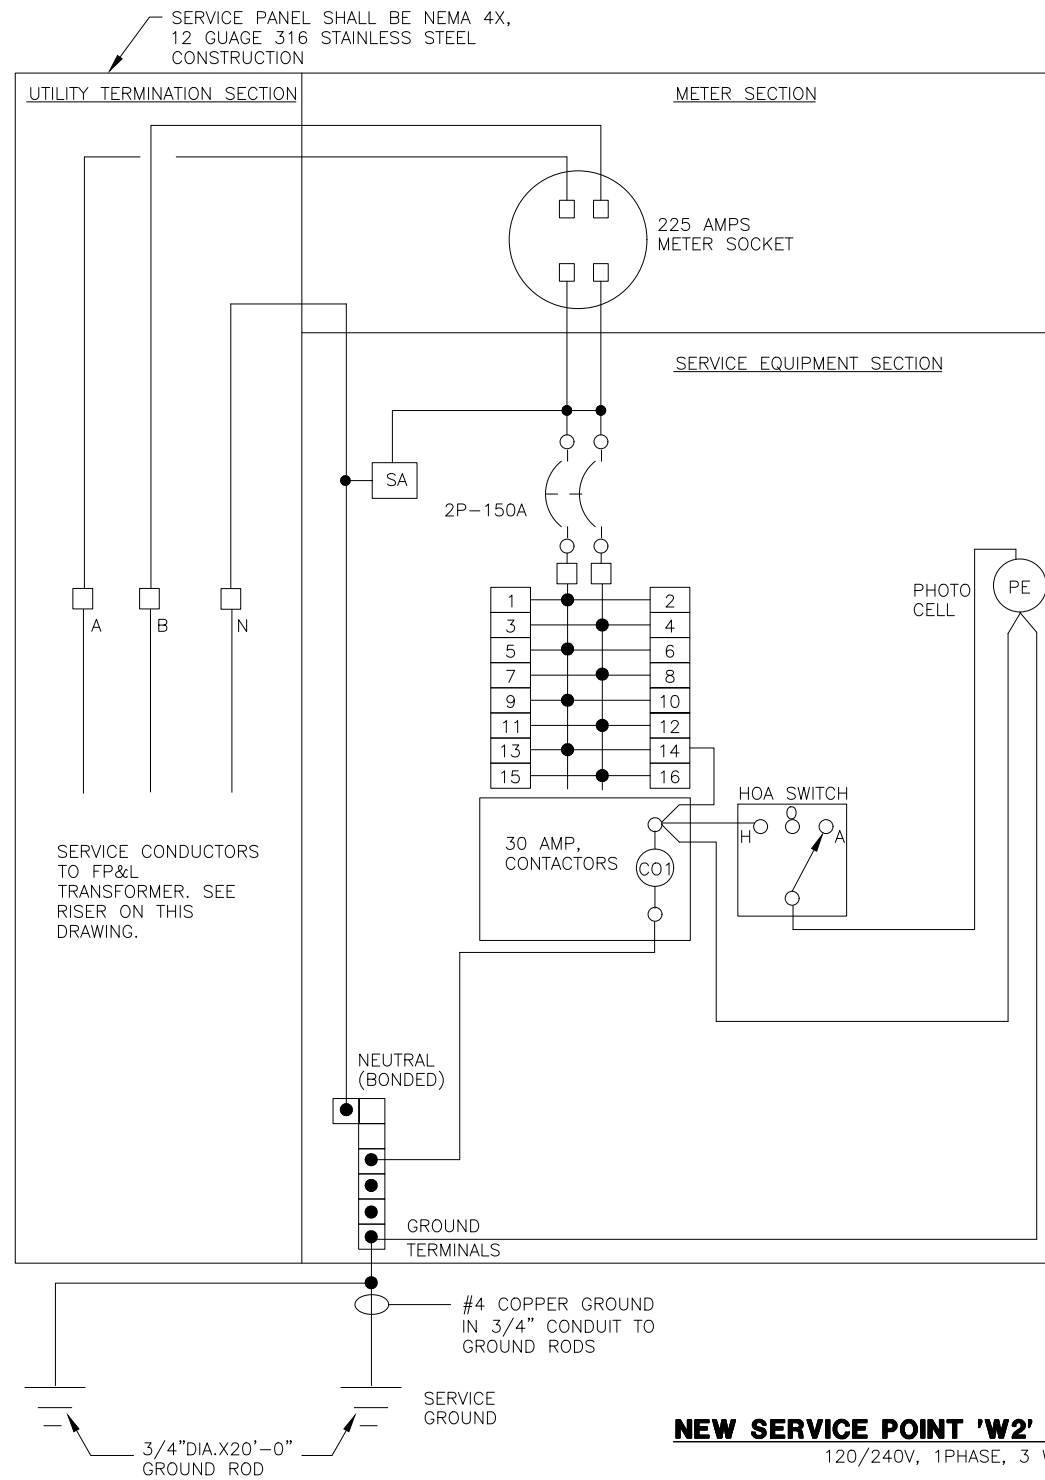 SERVICE PANEL SHALL BE NEMA 4X,
12 GUAGE 316 STAINLESS STEEL
CONSTRUCTION
UTILITY TERMINATION SECTION
METER SECTION
225 AMPS
METER SOCKET
SERVICE EQUIPMENT SECTION
SA
2P-150A
PHOTO
CELL
PE
A
B
N
1
2
3
4
5
6
7
8
9
10
11
12
13
14
15
16
HOA SWITCH
H
0
A
30 AMP,
CONTACTORS
CO1
SERVICE CONDUCTORS
TO FP&L
TRANSFORMER. SEE
RISER ON THIS
DRAWING.
NEUTRAL
(BONDED)
GROUND
TERMINALS
#4 COPPER GROUND
IN 3/4" CONDUIT TO
GROUND RODS
SERVICE
GROUND
3/4"DIA.X20'-0"
GROUND ROD
NEW SERVICE POINT 'W2'
120/240V, 1PHASE, 3